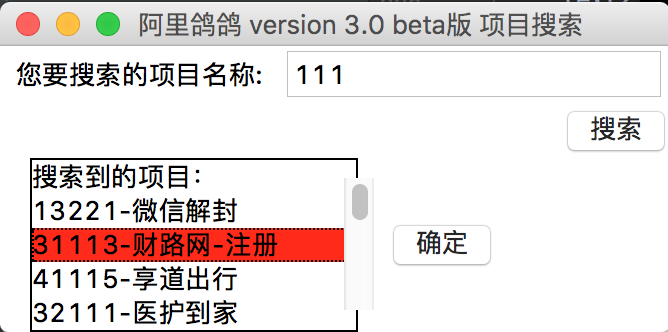 阿里鸽鸽 version 3.0 beta版 项目搜索
您要搜索的项目名称: 111
搜索
搜索到的项目:
13221-微信解封
31113-财路网-注册
41115-享道出行
32111-医护到家
确定